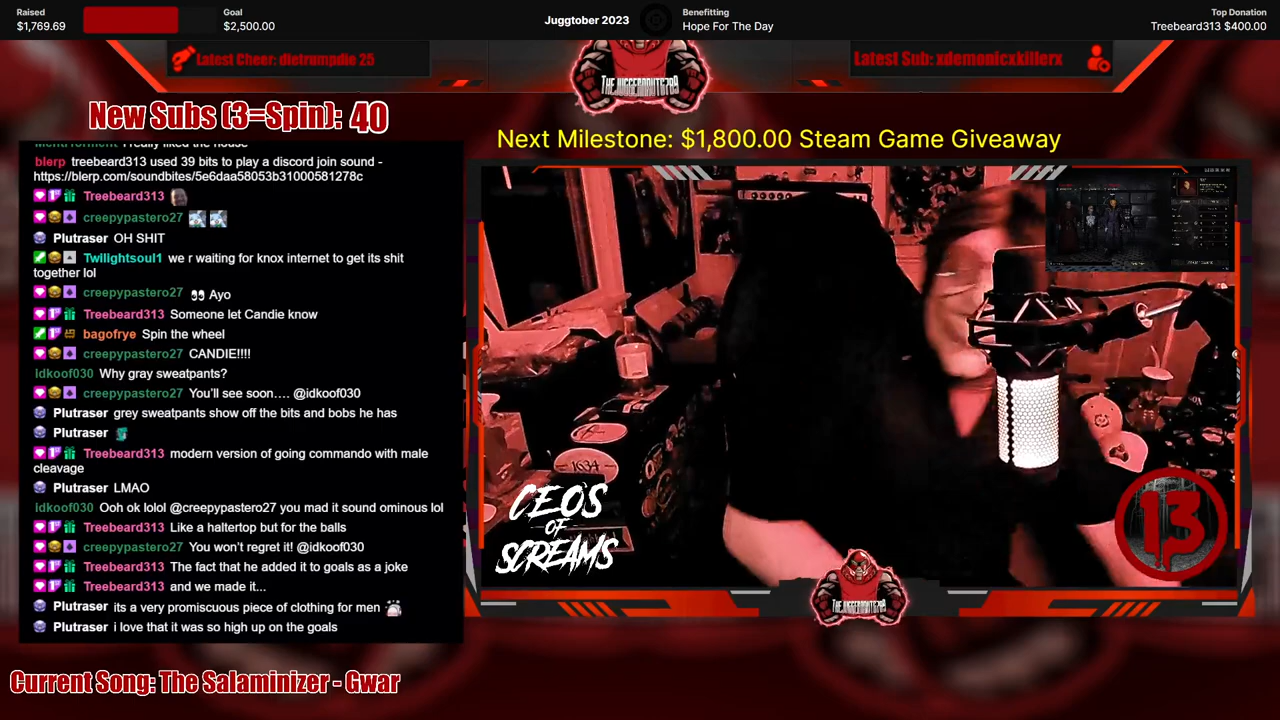 Raised
$1,769.69
Goal
$2,500.00
Juggtober 2023
Benefitting
Hope For The Day
Top Donation
Treebeard313 $400.00
Latest Cheer: dietrumpdie 25
THEJUGGERNAUT6789
Latest Sub: xdemonicxkillerx
New Subs (3=Spin): 40
Next Milestone: $1,800.00 Steam Game Giveaway
I really liked the house
blerp treebeard313 used 39 bits to play a discord join sound -
https://blerp.com/soundbites/5e6daa58053b31000581278c
Treebeard313
creepypastero27
Plutraser OH SHIT
Twilightsoul1 we r waiting for knox internet to get its shit
together lol
creepypastero27 Ayo
Treebeard313 Someone let Candie know
bagofrye Spin the wheel
creepypastero27 CANDIE!!!!
idkoof030 Why gray sweatpants?
creepypastero27 You'll see soon.... @idkoof030
Plutraser grey sweatpants show off the bits and bobs he has
Plutraser
Treebeard313 modern version of going commando with male
cleavage
Plutraser LMAO
idkoof030 Ooh ok lolol @creepypastero27 you mad it sound ominous lol
Treebeard313 Like a haltertop but for the balls
creepypastero27 You won't regret it! @idkoof030
Treebeard313 The fact that he added it to goals as a joke
Treebeard313 and we made it...
Plutraser its a very promiscuous piece of clothing for men
Plutraser i love that it was so high up on the goals
1634
CEO'S
OF
SCREAMS
13
THEJUGGERNAUT6789
Current Song: The Salaminizer - Gwar